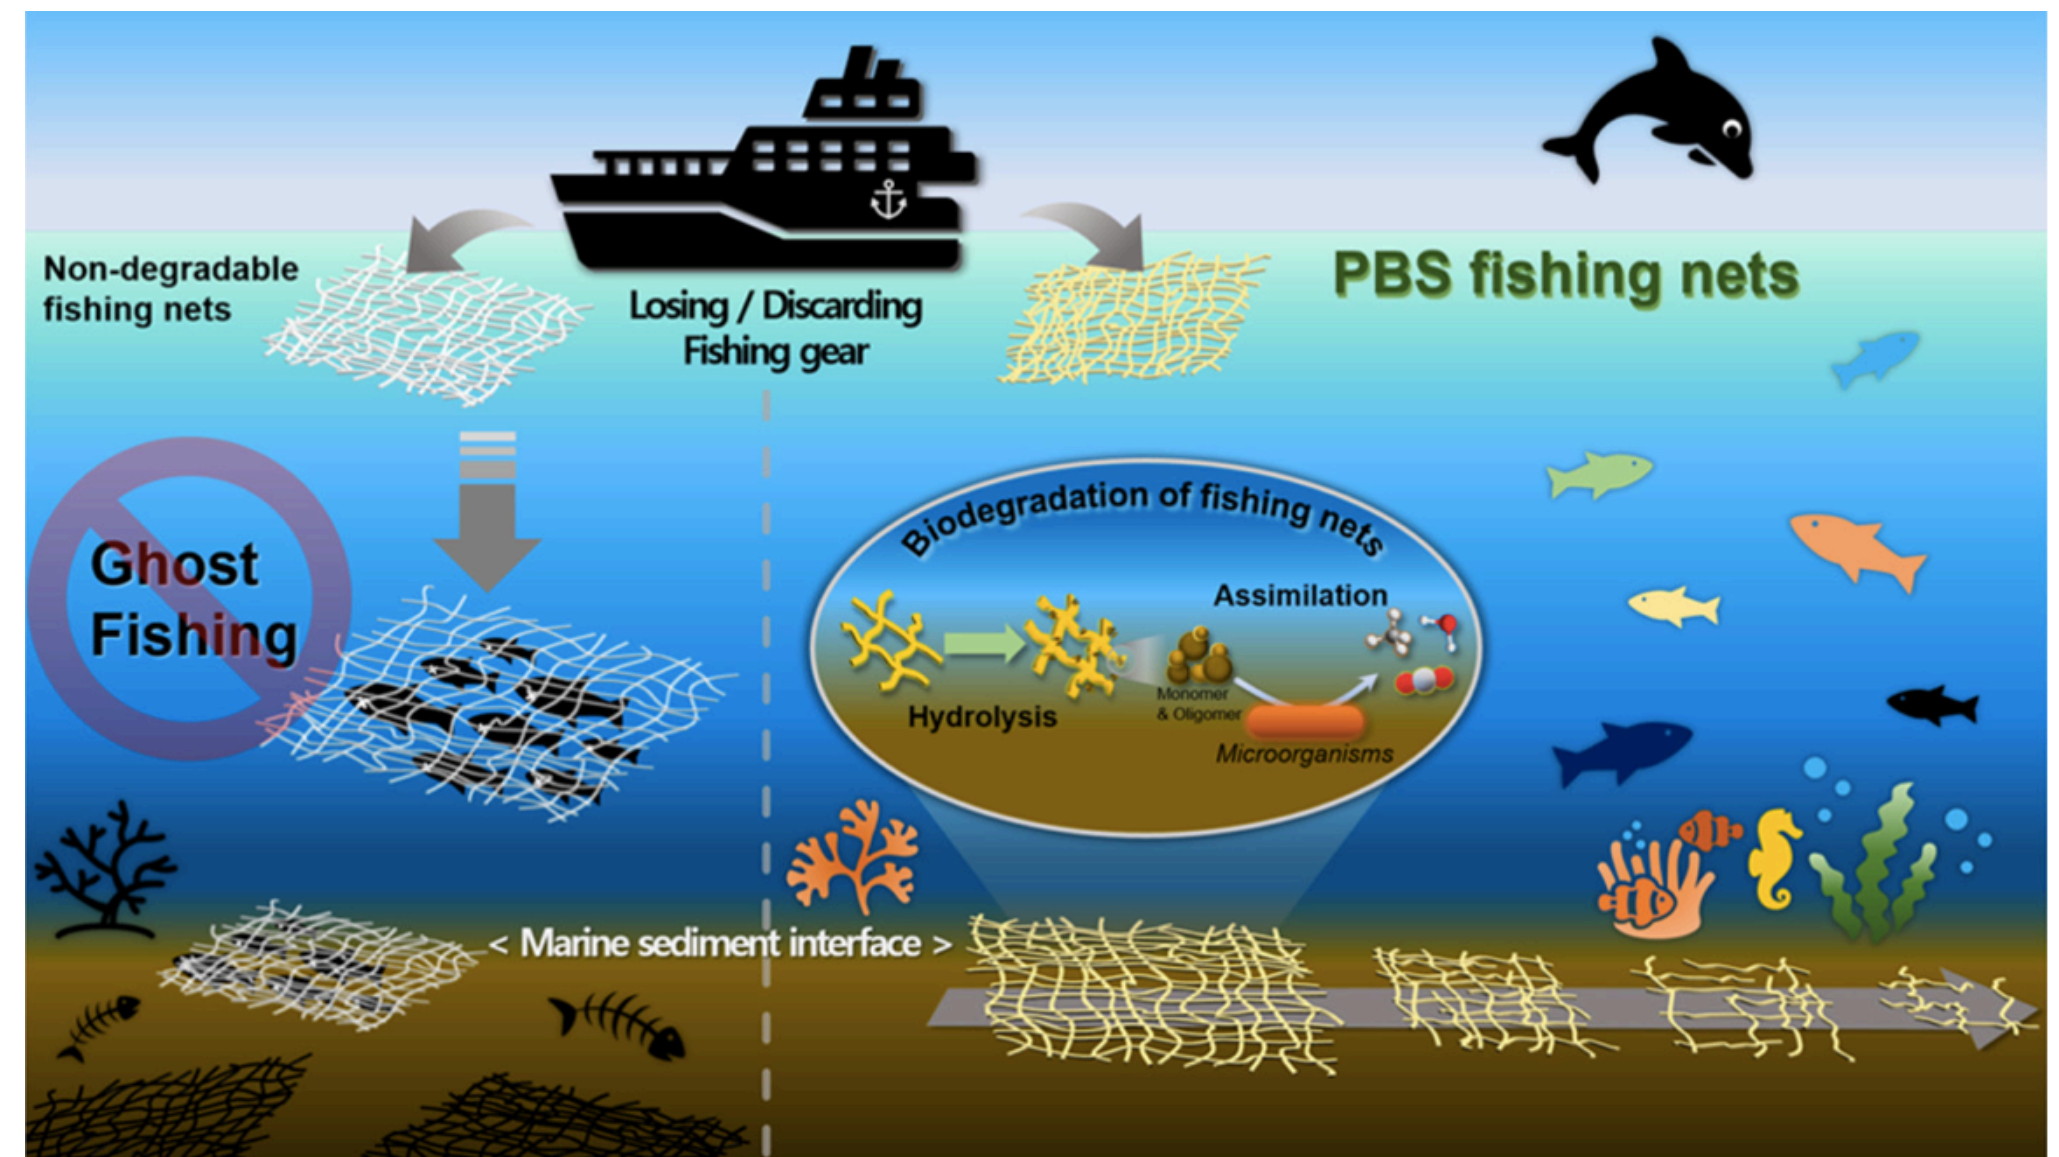 Non-degradable
fishing nets
Losing / Discarding
Fishing gear
PBS fishing nets
Ghost
Fishing
Biodegradation of fishing nets
Assimilation
Hydrolysis
Monomer
& Oligomer
Microorganisms
< Marine sediment interface >